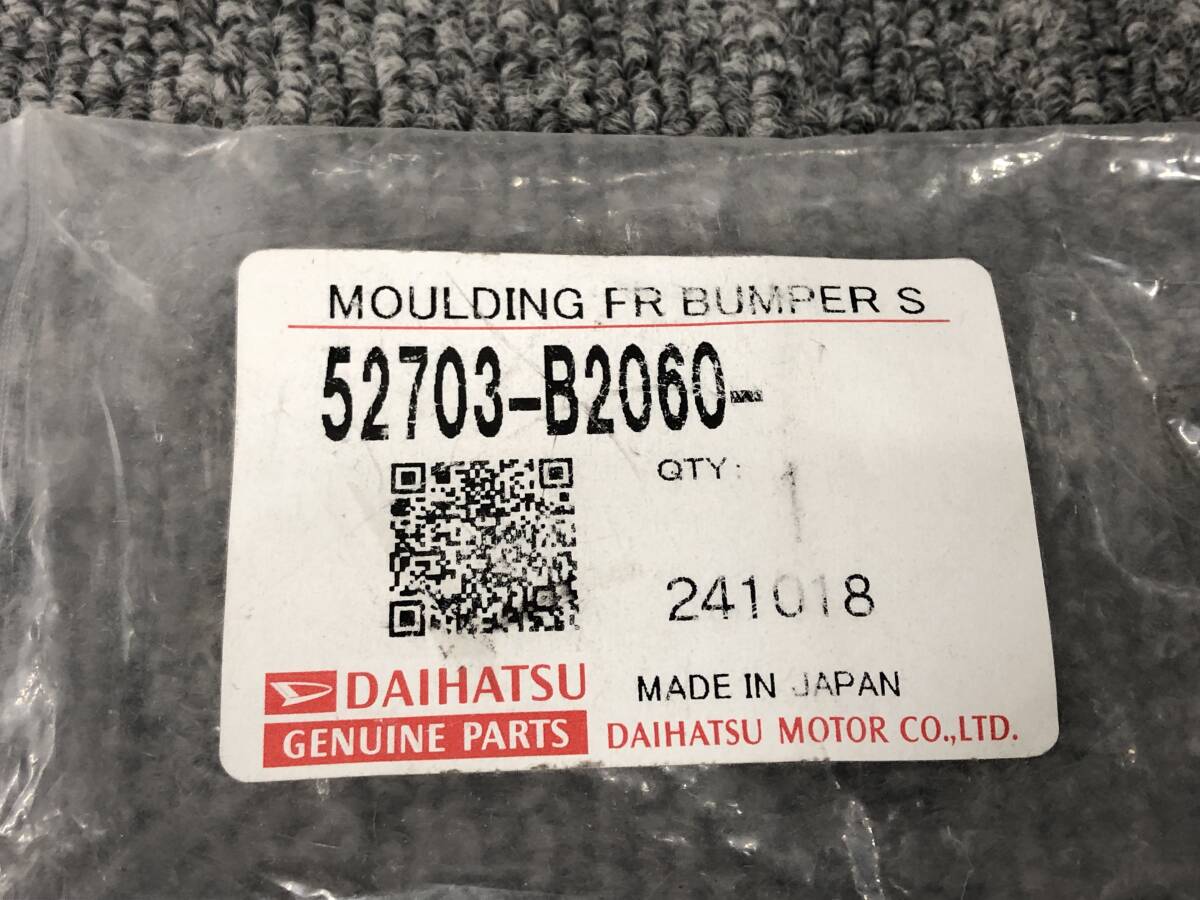 MOULDING FR BUMPER S
52703-B2060-
QTY: 1
241018
DAIHATSU
MADE IN JAPAN
GENUINE PARTS
DAIHATSU MOTOR CO.,LTD.